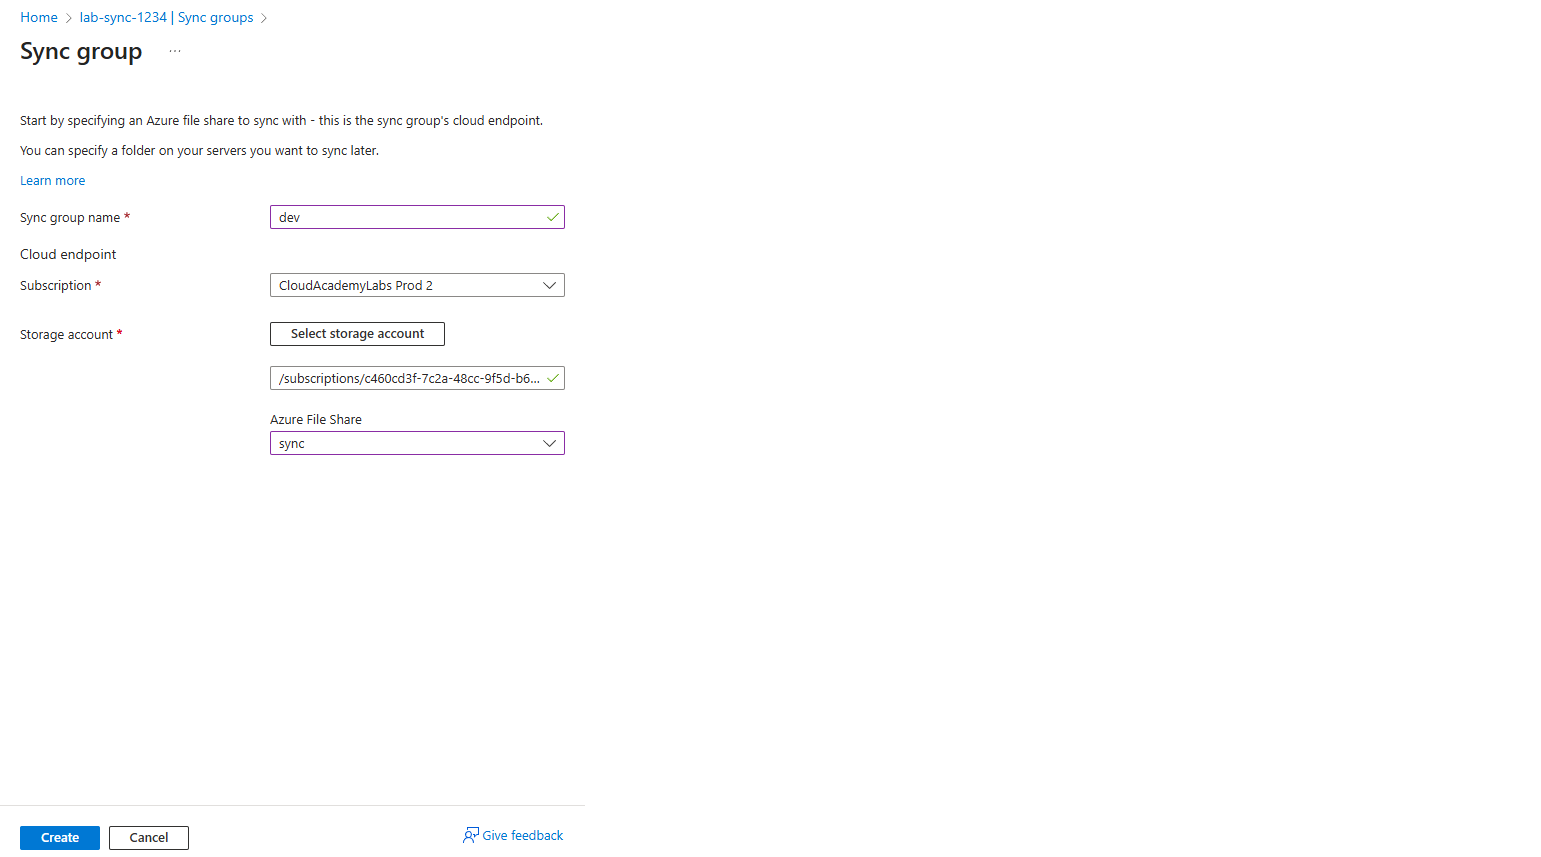 Home > lab-sync-1234 | Sync groups >
Sync group ...
Start by specifying an Azure file share to sync with - this is the sync group's cloud endpoint.
You can specify a folder on your servers you want to sync later.
Learn more
Sync group name * dev
Cloud endpoint
Subscription * CloudAcademyLabs Prod 2
Storage account * Select storage account
/subscriptions/c460cd3f-7c2a-48cc-9f5d-b6...
Azure File Share
sync
Create Cancel Give feedback